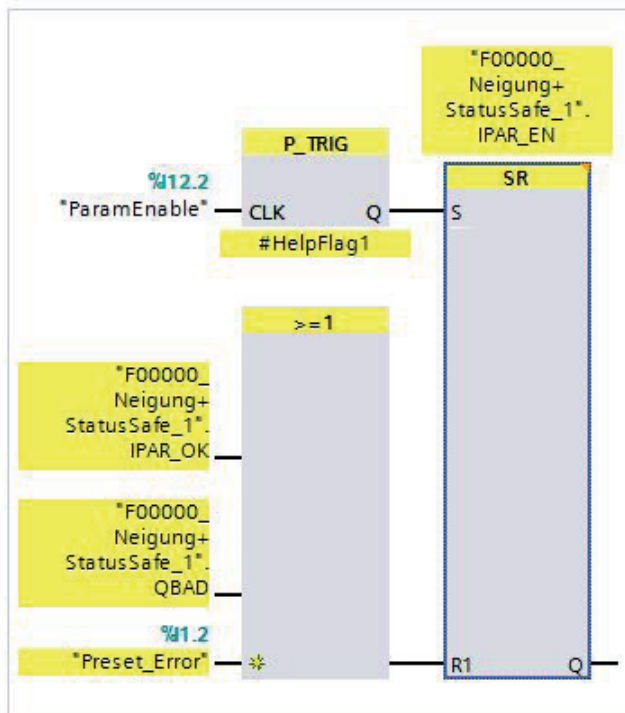 "F00000_
Neigung+
StatusSafe_1".
IPAR_EN
P_TRIG
SR
%I12.2
"ParamEnable"
CLK Q
S
#HelpFlag1
>=1
"F00000_
Neigung+
StatusSafe_1".
IPAR_OK
"F00000_
Neigung+
StatusSafe_1".
QBAD
%I1.2
"Preset_Error"
R1 Q